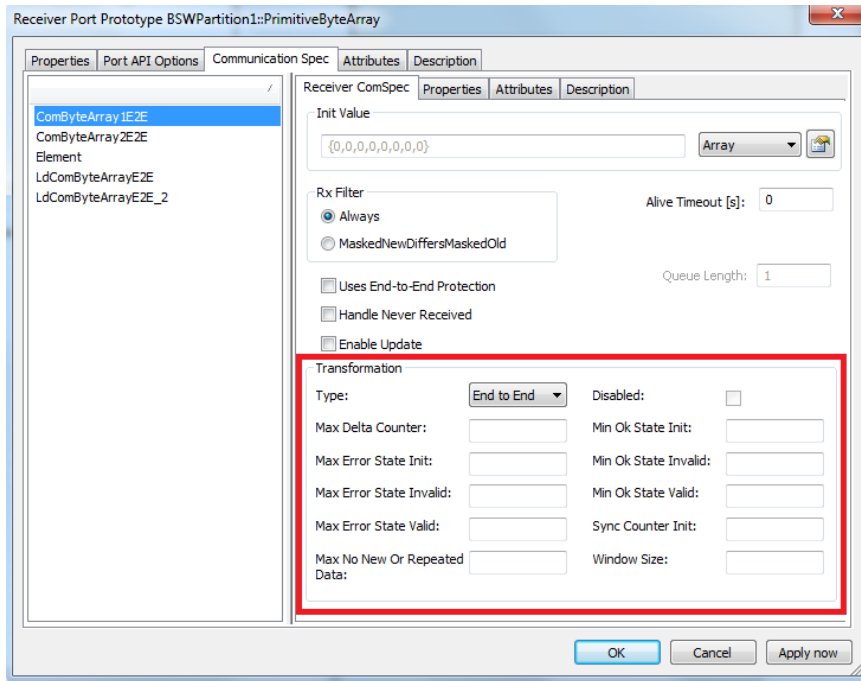 Receiver Port Prototype BSWPartition1::PrimitiveByteArray
x
Properties Port API Options Communication Spec Attributes Description
/
ComByteArray1E2E
ComByteArray2E2E
Element
LdComByteArrayE2E
LdComByteArrayE2E_2
Receiver ComSpec Properties Attributes Description
Init Value
{0,0,0,0,0,0,0,0} Array
Rx Filter
Always
MaskedNewDiffersMaskedOld
Alive Timeout [s]: 0
Queue Length: 1
Uses End-to-End Protection
Handle Never Received
Enable Update
Transformation
Type: End to End Disabled:
Max Delta Counter: Min Ok State Init:
Max Error State Init: Min Ok State Invalid:
Max Error State Invalid: Min Ok State Valid:
Max Error State Valid: Sync Counter Init:
Max No New Or Repeated Window Size:
Data:
OK Cancel Apply now